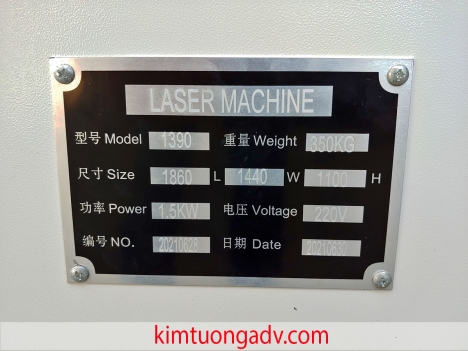 LASER MACHINE
型号 Model 1390 重量 Weight 350KG
尺寸 Size 1860 L 1440 W 1100 H
功率 Power 1.5KW 电压 Voltage 220V
编号 NO. 20210628 日期 Date
kimtuongadv.com